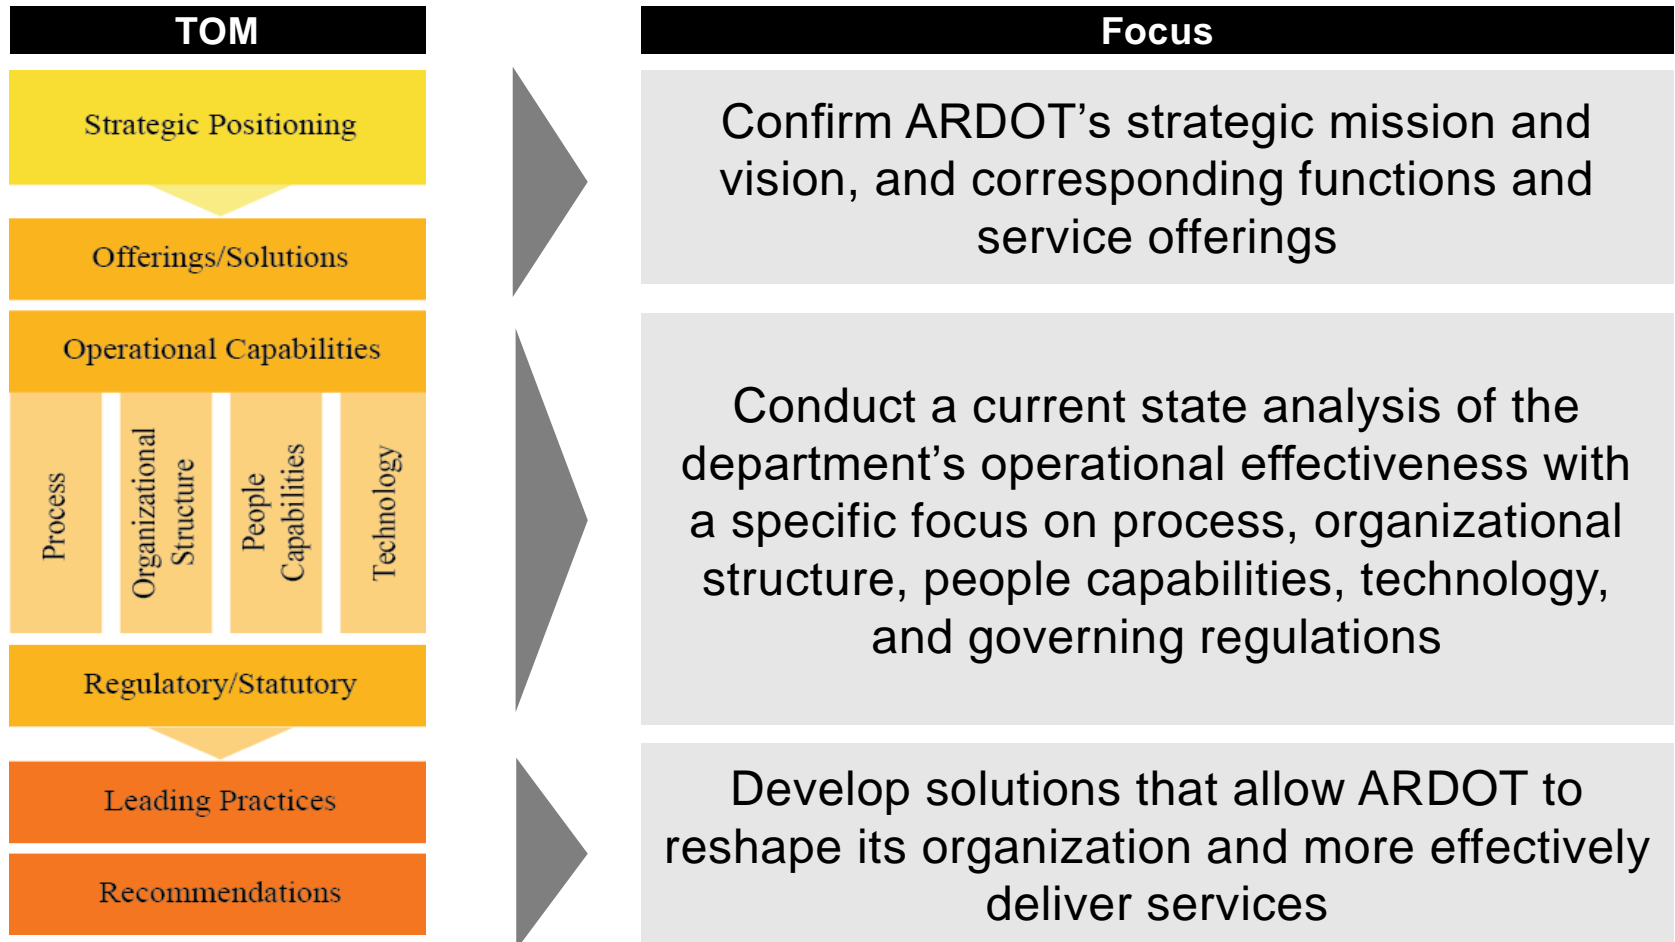 TOM
Focus
Strategic Positioning
Offerings/Solutions
Confirm ARDOT’s strategic mission and
vision, and corresponding functions and
service offerings
Operational Capabilities
Process
Organizational
Structure
People
Capabilities
Technology
Regulatory/Statutory
Conduct a current state analysis of the
department’s operational effectiveness with
a specific focus on process, organizational
structure, people capabilities, technology,
and governing regulations
Leading Practices
Recommendations
Develop solutions that allow ARDOT to
reshape its organization and more effectively
deliver services